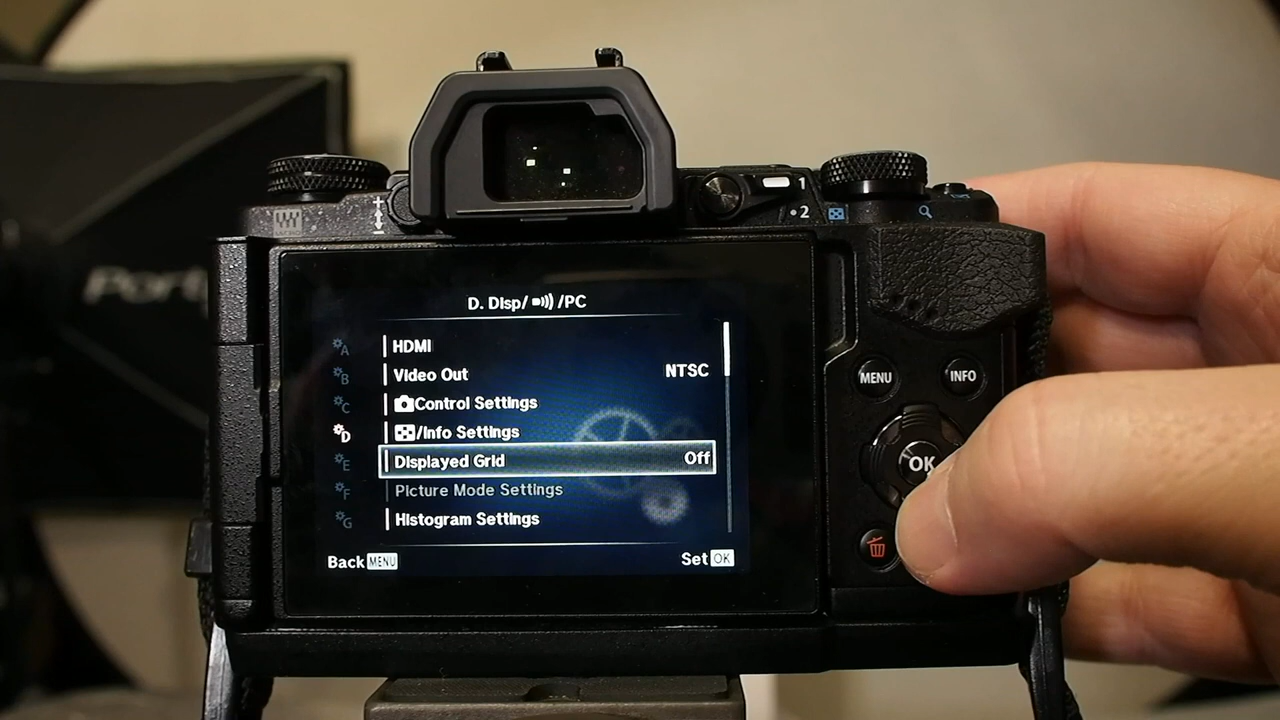 Port
1
2
D. Disp/ /PC
A
HDMI
B
Video Out NTSC
C
Control Settings
D
/Info Settings
E
Displayed Grid Off
F
Picture Mode Settings
G
Histogram Settings
Back MENU
Set OK
MENU
INFO
OK